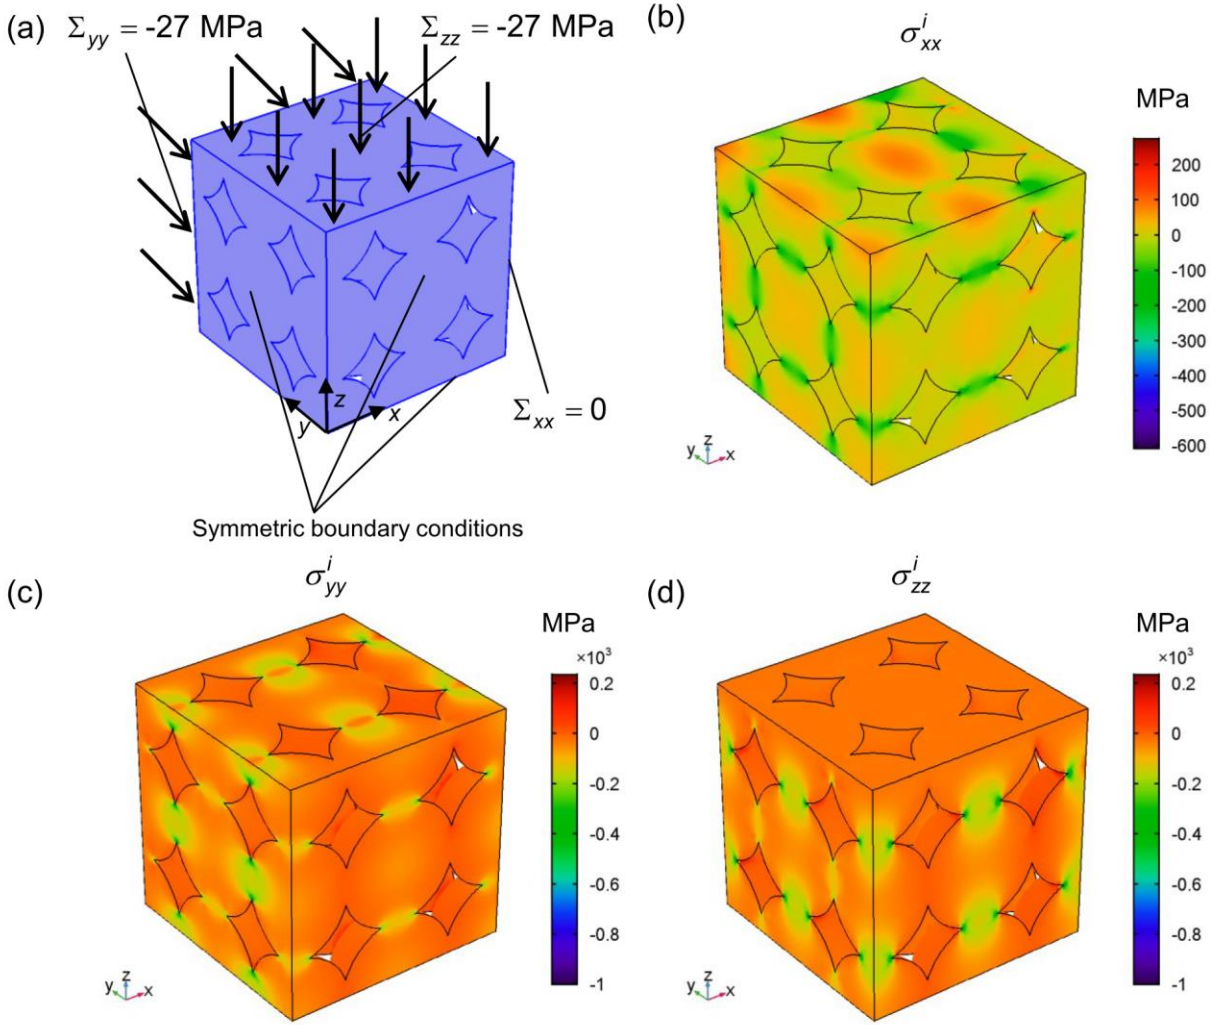 (a) Σyy = -27 MPa Σzz = -27 MPa
z
x
y
Σxx = 0
Symmetric boundary conditions
(b) σ^i_xx
MPa
200
100
0
-100
-200
-300
-400
-500
-600
z
y x
(c) σ^i_yy
MPa
×10³
0.2
0
-0.2
-0.4
-0.6
-0.8
-1
z
y x
(d) σ^i_zz
MPa
×10³
0.2
0
-0.2
-0.4
-0.6
-0.8
-1
z
y x